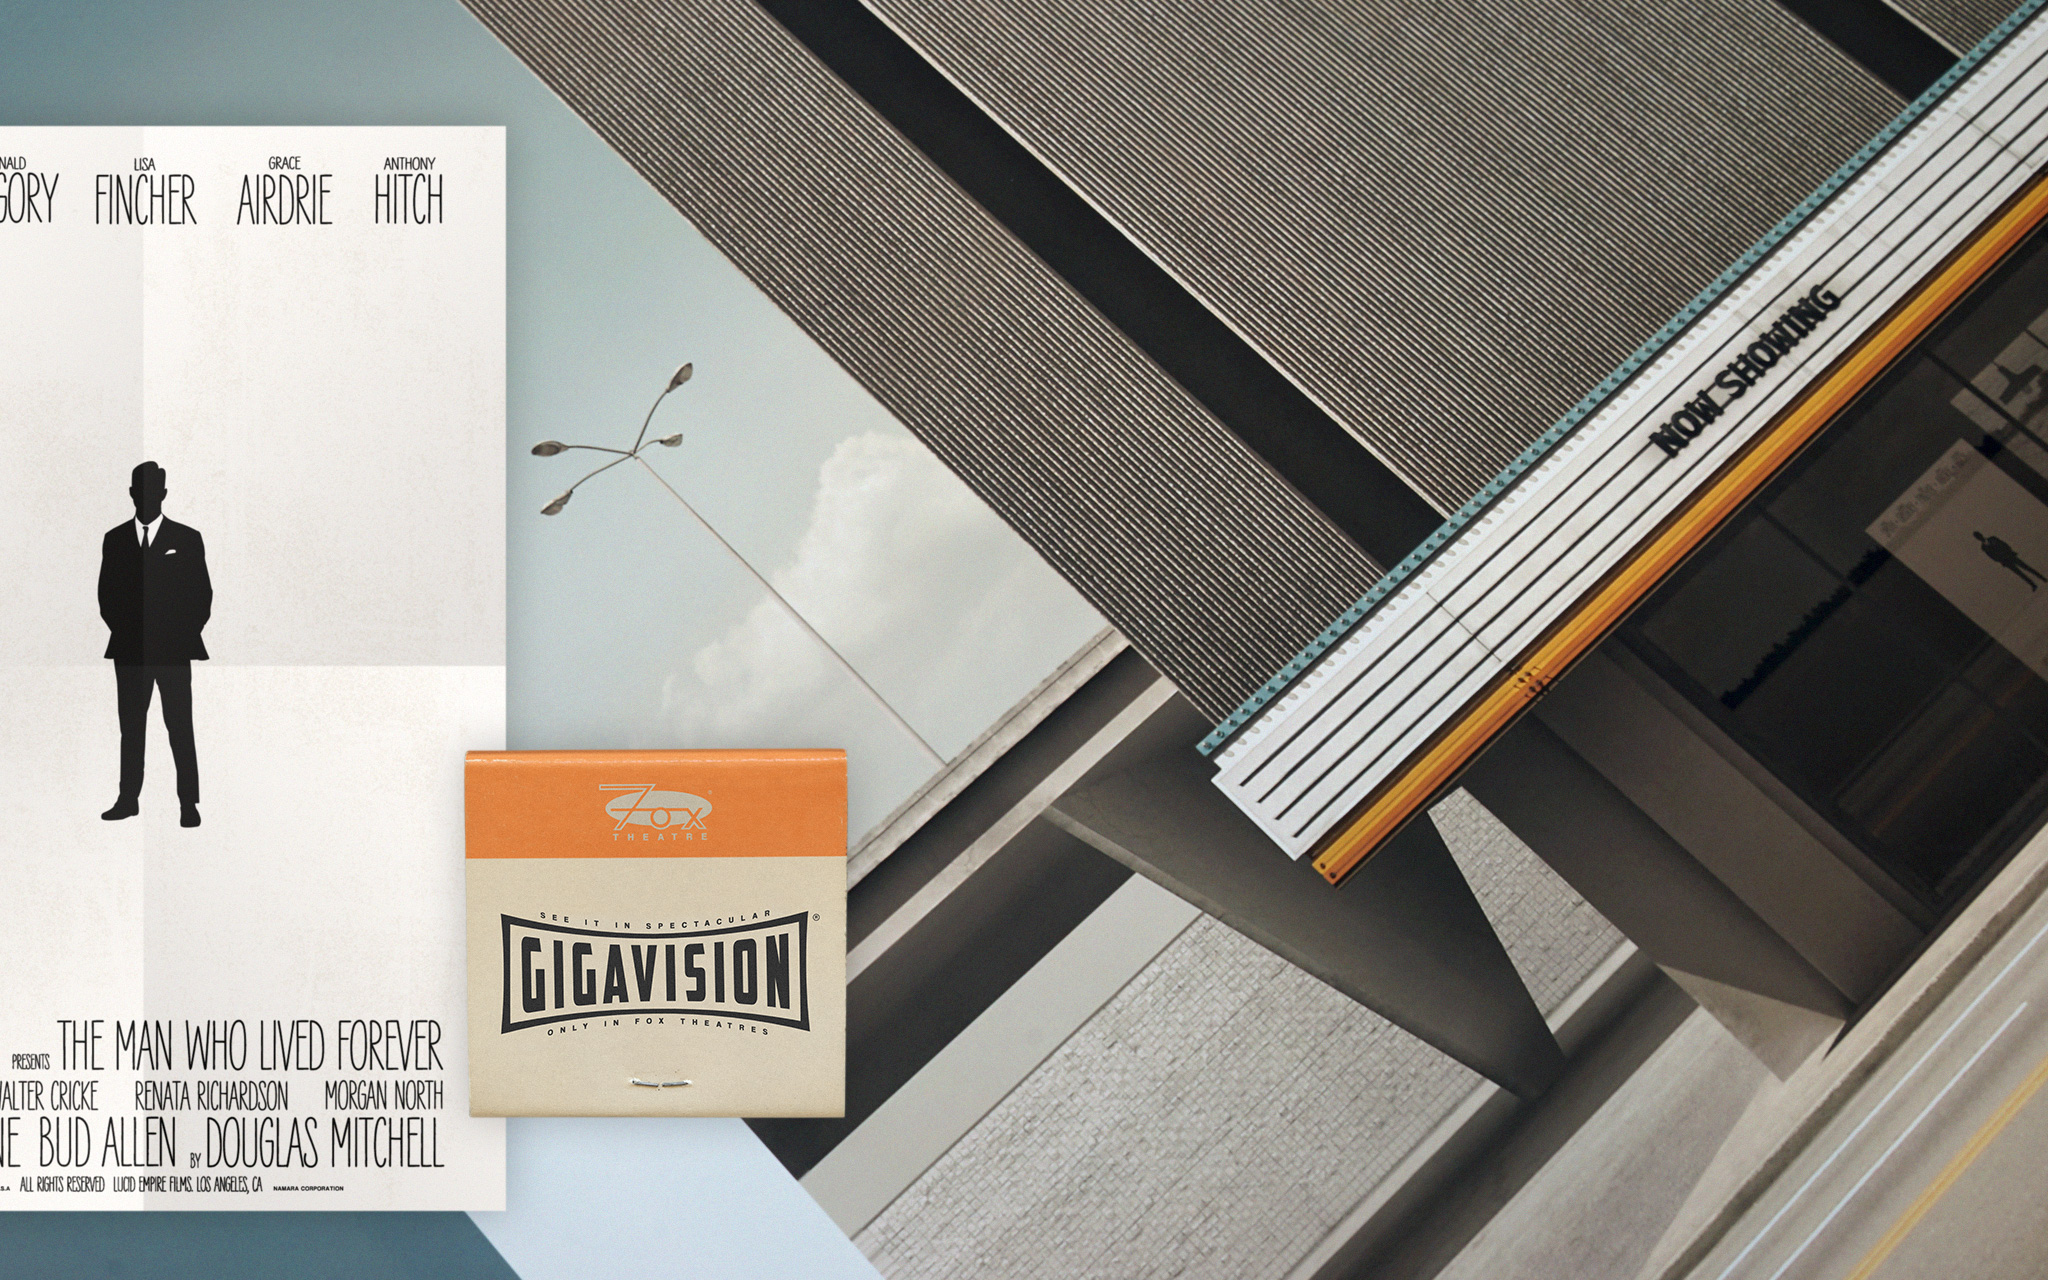 NALD LISA GRACE ANTHONY
GORY FINCHER AIRDRIE HITCH
PRESENTS THE MAN WHO LIVED FOREVER
WALTER CRICKE RENATA RICHARDSON MORGAN NORTH
NE BUD ALLEN BY DOUGLAS MITCHELL
S.A ALL RIGHTS RESERVED LUCID EMPIRE FILMS. LOS ANGELES, CA NAMARA CORPORATION
FOX
THEATRE
SEE IT IN SPECTACULAR
GIGAVISION®
ONLY IN FOX THEATRES
NOW SHOWING